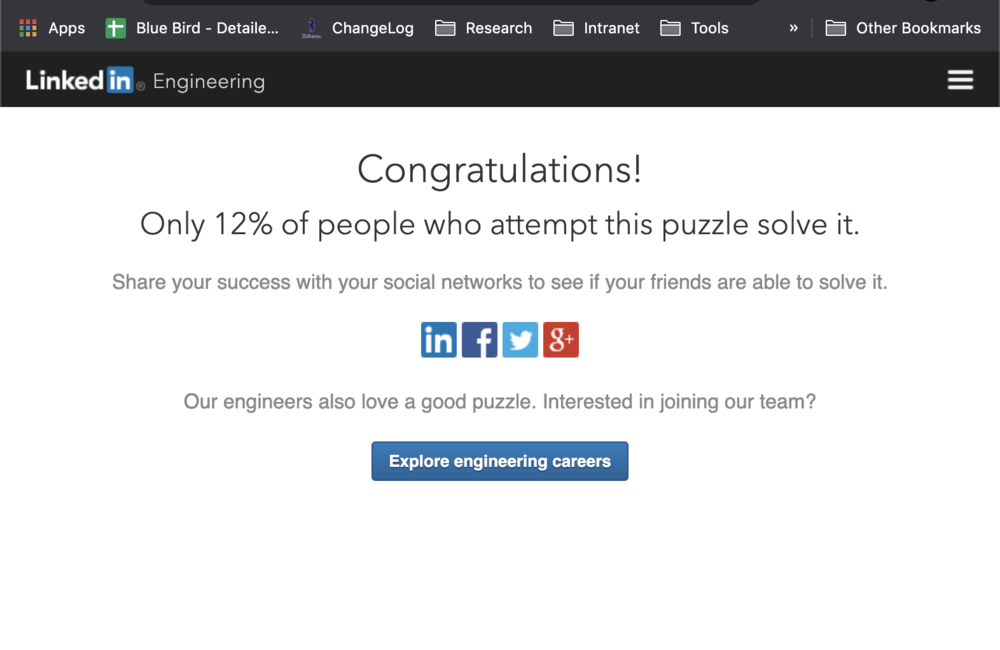 Apps Blue Bird - Detaile... ChangeLog Research Intranet Tools » Other Bookmarks
Linked in® Engineering
Congratulations!
Only 12% of people who attempt this puzzle solve it.
Share your success with your social networks to see if your friends are able to solve it.
in f g+
Our engineers also love a good puzzle. Interested in joining our team?
Explore engineering careers